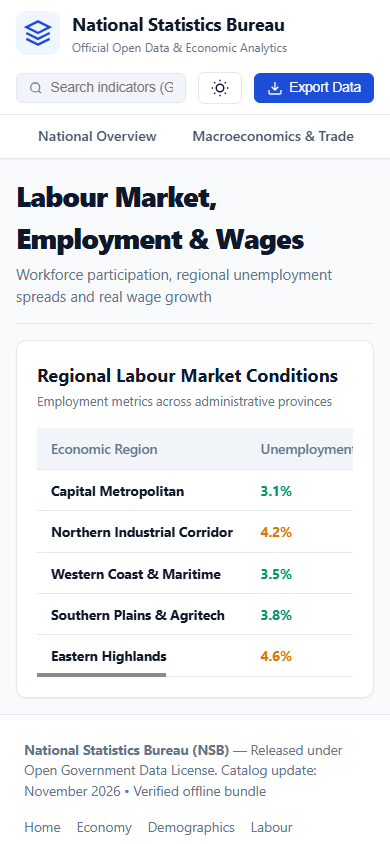 National Statistics Bureau
Official Open Data & Economic Analytics
Search indicators (G
Export Data
National Overview Macroeconomics & Trade
Labour Market,
Employment & Wages
Workforce participation, regional unemployment
spreads and real wage growth
Regional Labour Market Conditions
Employment metrics across administrative provinces
Economic Region Unemployment
Capital Metropolitan 3.1%
Northern Industrial Corridor 4.2%
Western Coast & Maritime 3.5%
Southern Plains & Agritech 3.8%
Eastern Highlands 4.6%
National Statistics Bureau (NSB) — Released under
Open Government Data License. Catalog update:
November 2026 • Verified offline bundle
Home Economy Demographics Labour